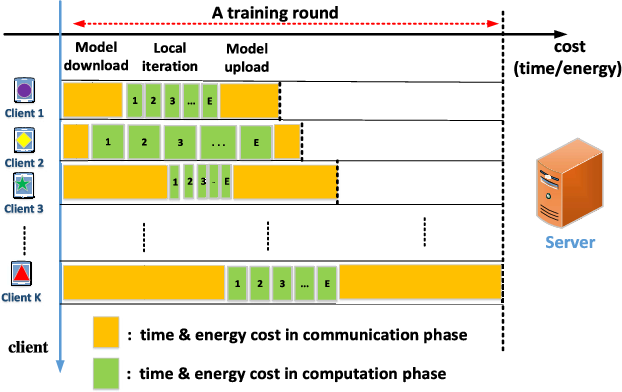 A training round
cost
(time/energy)
Model
download
Local
iteration
Model
upload
Client 1
1 2 3 ... E
Client 2
1 2 3 ... E
Client 3
1 2 3 - E
Client K
1 2 3 ... E
Server
client
: time & energy cost in communication phase
: time & energy cost in computation phase